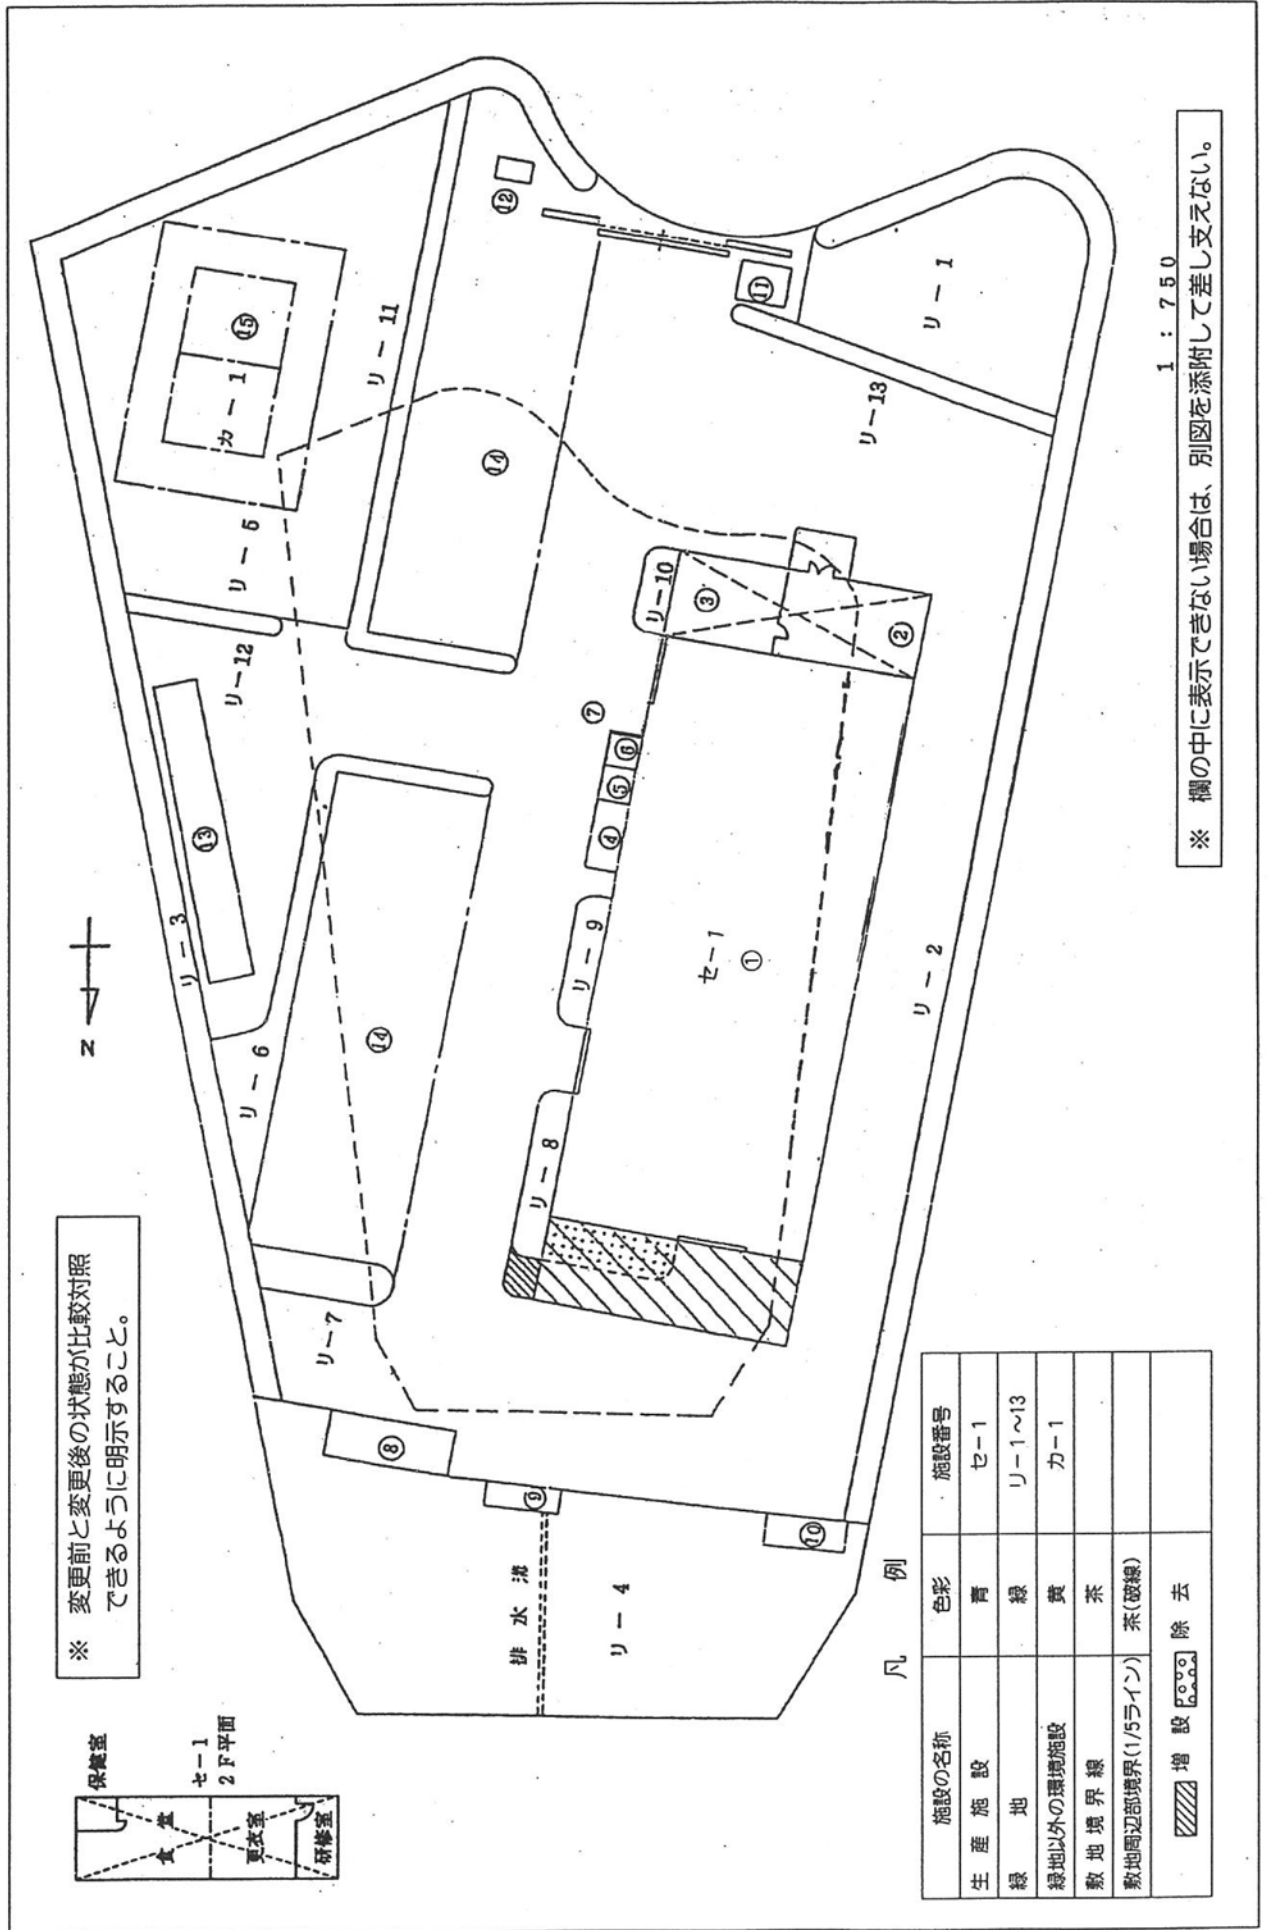 ※ 変更前と変更後の状態が比較対照
できるように明示すること。
保健室
食堂
更衣室
研修室
セー1
2F平面
N
リ－3
⑬
リ－12
リ－5
カ－1
⑮
リ－11
⑫
リ－6
⑭
⑭
リ－7
⑧
⑨
⑩
排水溝
リ－4
リ－8
リ－9
④
⑤
⑥
⑦
リ－10
③
②
セ－1
①
リ－2
リ－13
⑪
リ－1
凡例
施設の名称 色彩 施設番号
生産施設 青 セ－1
緑地 緑 リ－1～13
緑地以外の環境施設 黄 カ－1
敷地境界線 茶
敷地周辺部境界(1/5ライン) 茶(破線)
増設 除去
1：750
※ 欄の中に表示できない場合は、別図を添附して差し支えない。